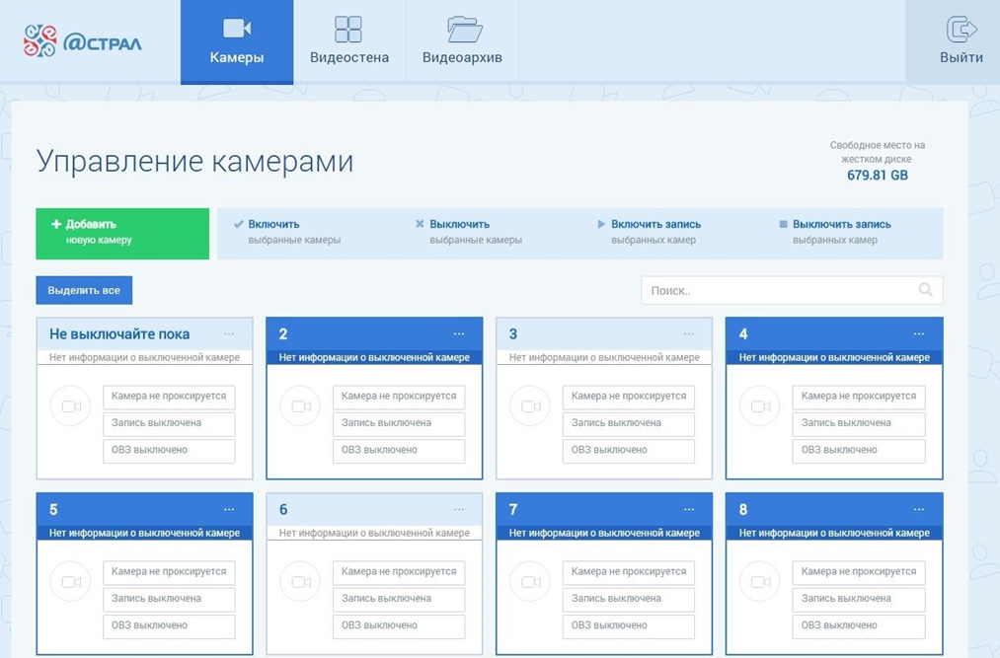 @СТРАЛ
Камеры
Видеостена
Видеоархив
Выйти
Управление камерами
Свободное место на
жестком диске
679.81 GB
Добавить
новую камеру
Включить
выбранные камеры
Выключить
выбранные камеры
Включить запись
выбранных камер
Выключить запись
выбранных камер
Выделить все
Поиск..
Не выключайте пока ...
Нет информации о выключенной камере
Камера не проксируется
Запись выключена
ОВЗ выключено
2 ...
Нет информации о выключенной камере
Камера не проксируется
Запись выключена
ОВЗ выключено
3 ...
Нет информации о выключенной камере
Камера не проксируется
Запись выключена
ОВЗ выключено
4 ...
Нет информации о выключенной камере
Камера не проксируется
Запись выключена
ОВЗ выключено
5 ...
Нет информации о выключенной камере
Камера не проксируется
Запись выключена
ОВЗ выключено
6 ...
Нет информации о выключенной камере
Камера не проксируется
Запись выключена
ОВЗ выключено
7 ...
Нет информации о выключенной камере
Камера не проксируется
Запись выключена
ОВЗ выключено
8 ...
Нет информации о выключенной камере
Камера не проксируется
Запись выключена
ОВЗ выключено